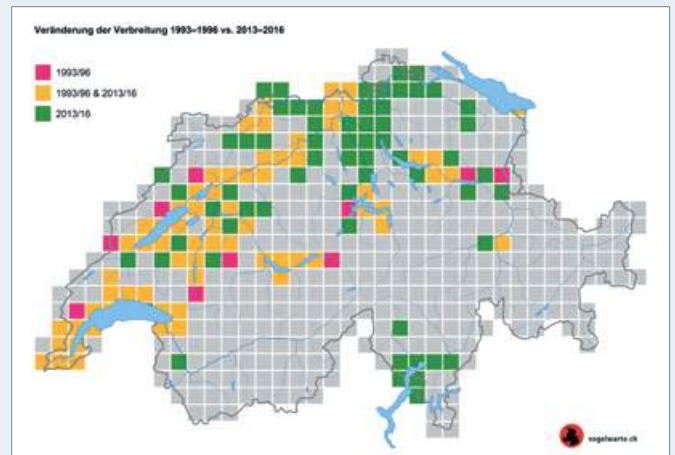 Veränderung der Verbreitung 1993–1996 vs. 2013–2016
1993/96
1993/96 & 2013/16
2013/16
vogelwarte.ch